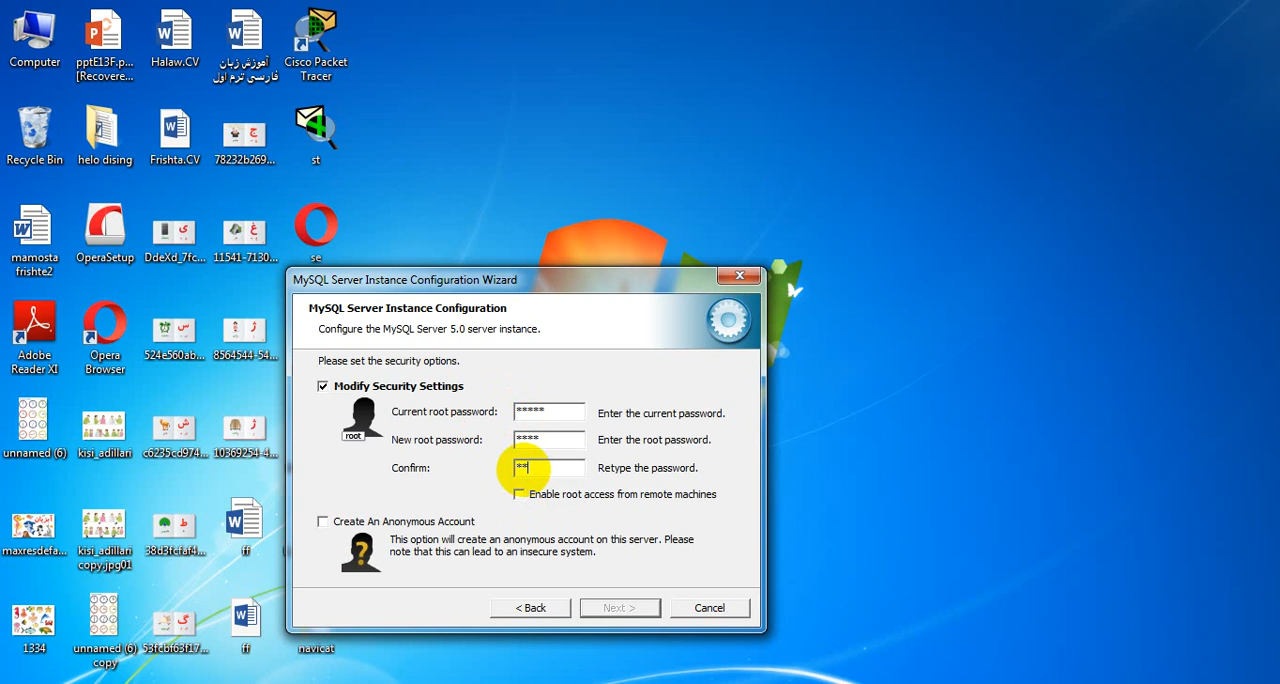 Computer
pptE13F.p...
[Recovere...
Halaw.CV
آموزش زبان
فارسی ترم اول
Cisco Packet
Tracer
Recycle Bin
helo dising
Frishta.CV
78232b269...
st
mamosta
frishte2
OperaSetup
DdeXd_7fc...
11541-7130...
se
Adobe
Reader XI
Opera
Browser
524e560ab...
8564544-54...
unnamed (6)
kisi_adillari
c6235cd974...
10369254-4...
maxresdefa...
kisi_adillari
copy.jpg01
38d3fcfaf4...
ff
1334
unnamed (6)
copy
53fcbf63f17...
ff
navicat
MySQL Server Instance Configuration Wizard
MySQL Server Instance Configuration
Configure the MySQL Server 5.0 server instance.
Please set the security options.
Modify Security Settings
root
Current root password:
*****
Enter the current password.
New root password:
****
Enter the root password.
Confirm:
**
Retype the password.
Enable root access from remote machines
Create An Anonymous Account
This option will create an anonymous account on this server. Please
note that this can lead to an insecure system.
< Back
Next >
Cancel